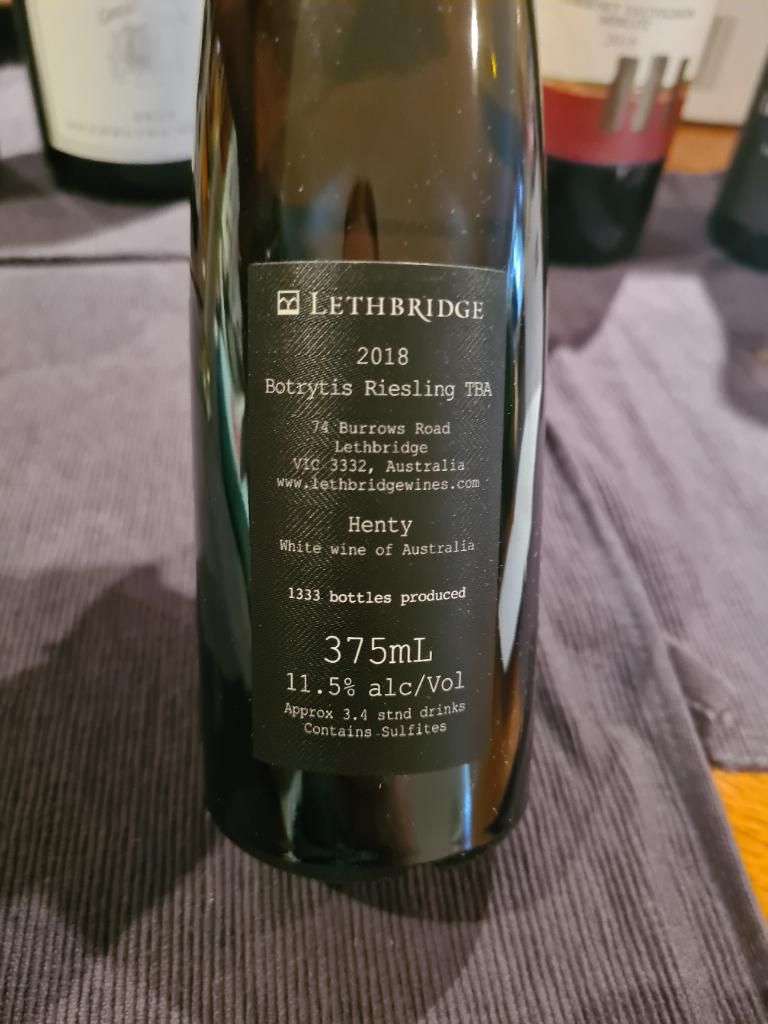 LETHBRIDGE
2018
Botrytis Riesling TBA
74 Burrows Road
Lethbridge
VIC 3332, Australia
www.lethbridgewines.com
Henty
White wine of Australia
1333 bottles produced
375mL
11.5% alc/Vol
Approx 3.4 stnd drinks
Contains Sulfites